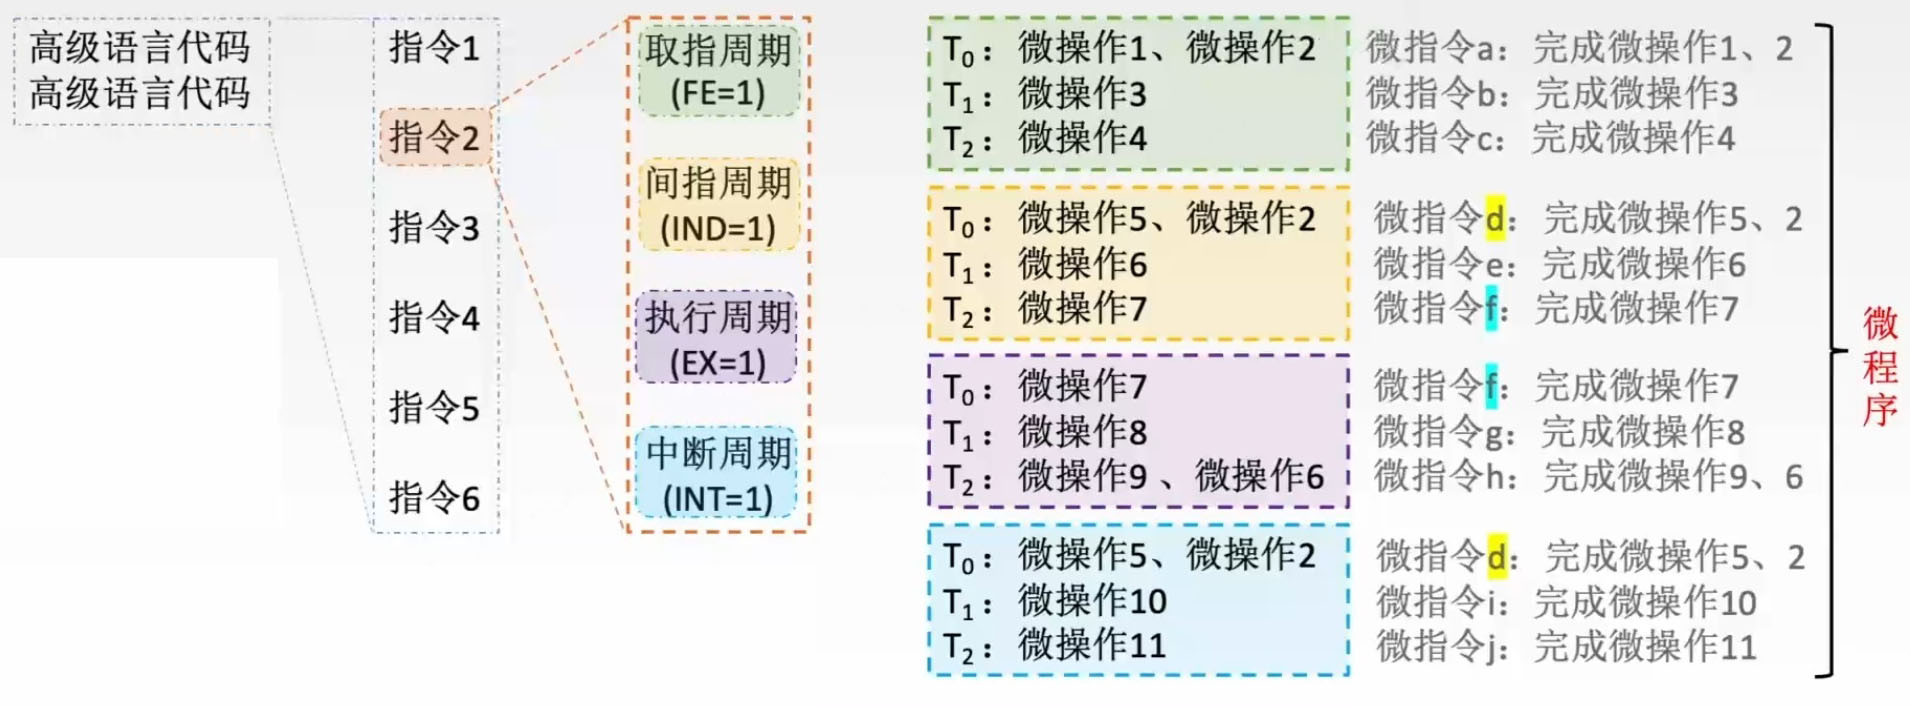 高级语言代码
高级语言代码
指令1
指令2
指令3
指令4
指令5
指令6
取指周期
(FE=1)
间指周期
(IND=1)
执行周期
(EX=1)
中断周期
(INT=1)
T0：微操作1、微操作2
T1：微操作3
T2：微操作4
T0：微操作5、微操作2
T1：微操作6
T2：微操作7
T0：微操作7
T1：微操作8
T2：微操作9 、微操作6
T0：微操作5、微操作2
T1：微操作10
T2：微操作11
微指令a：完成微操作1、2
微指令b：完成微操作3
微指令c：完成微操作4
微指令d：完成微操作5、2
微指令e：完成微操作6
微指令f：完成微操作7
微指令f：完成微操作7
微指令g：完成微操作8
微指令h：完成微操作9、6
微指令d：完成微操作5、2
微指令i：完成微操作10
微指令j：完成微操作11
微程序